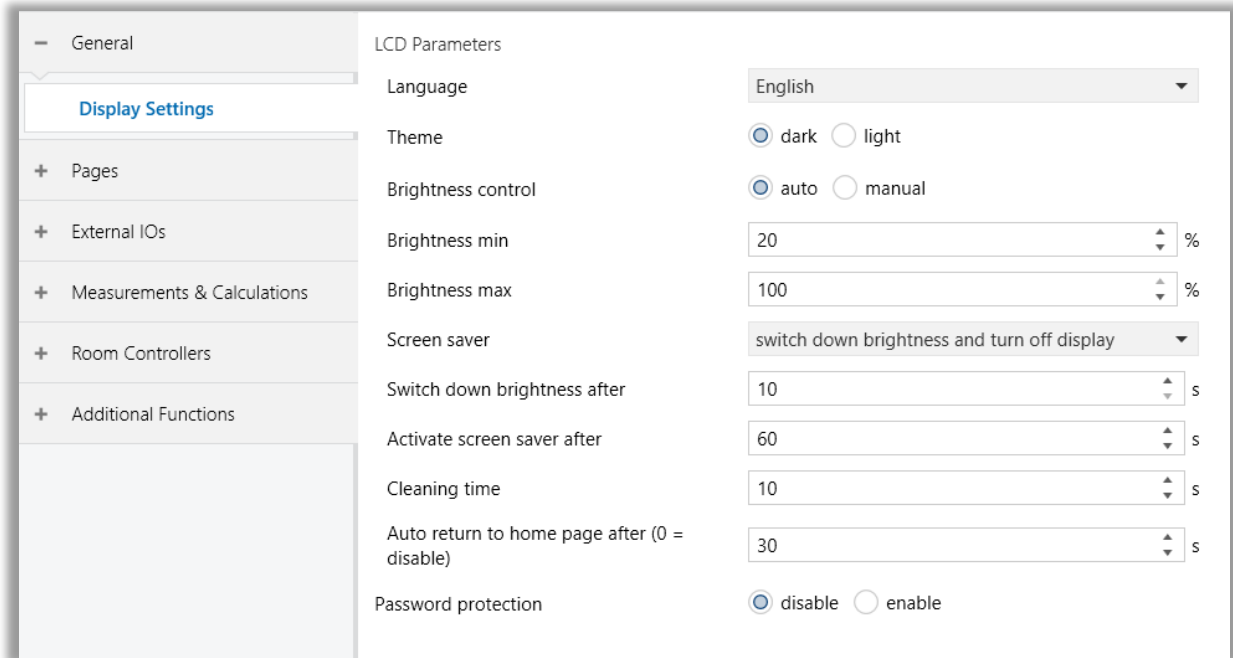 General
Display Settings
Pages
External IOs
Measurements & Calculations
Room Controllers
Additional Functions
LCD Parameters
Language English
Theme dark light
Brightness control auto manual
Brightness min 20 %
Brightness max 100 %
Screen saver switch down brightness and turn off display
Switch down brightness after 10 s
Activate screen saver after 60 s
Cleaning time 10 s
Auto return to home page after (0 =
disable) 30 s
Password protection disable enable